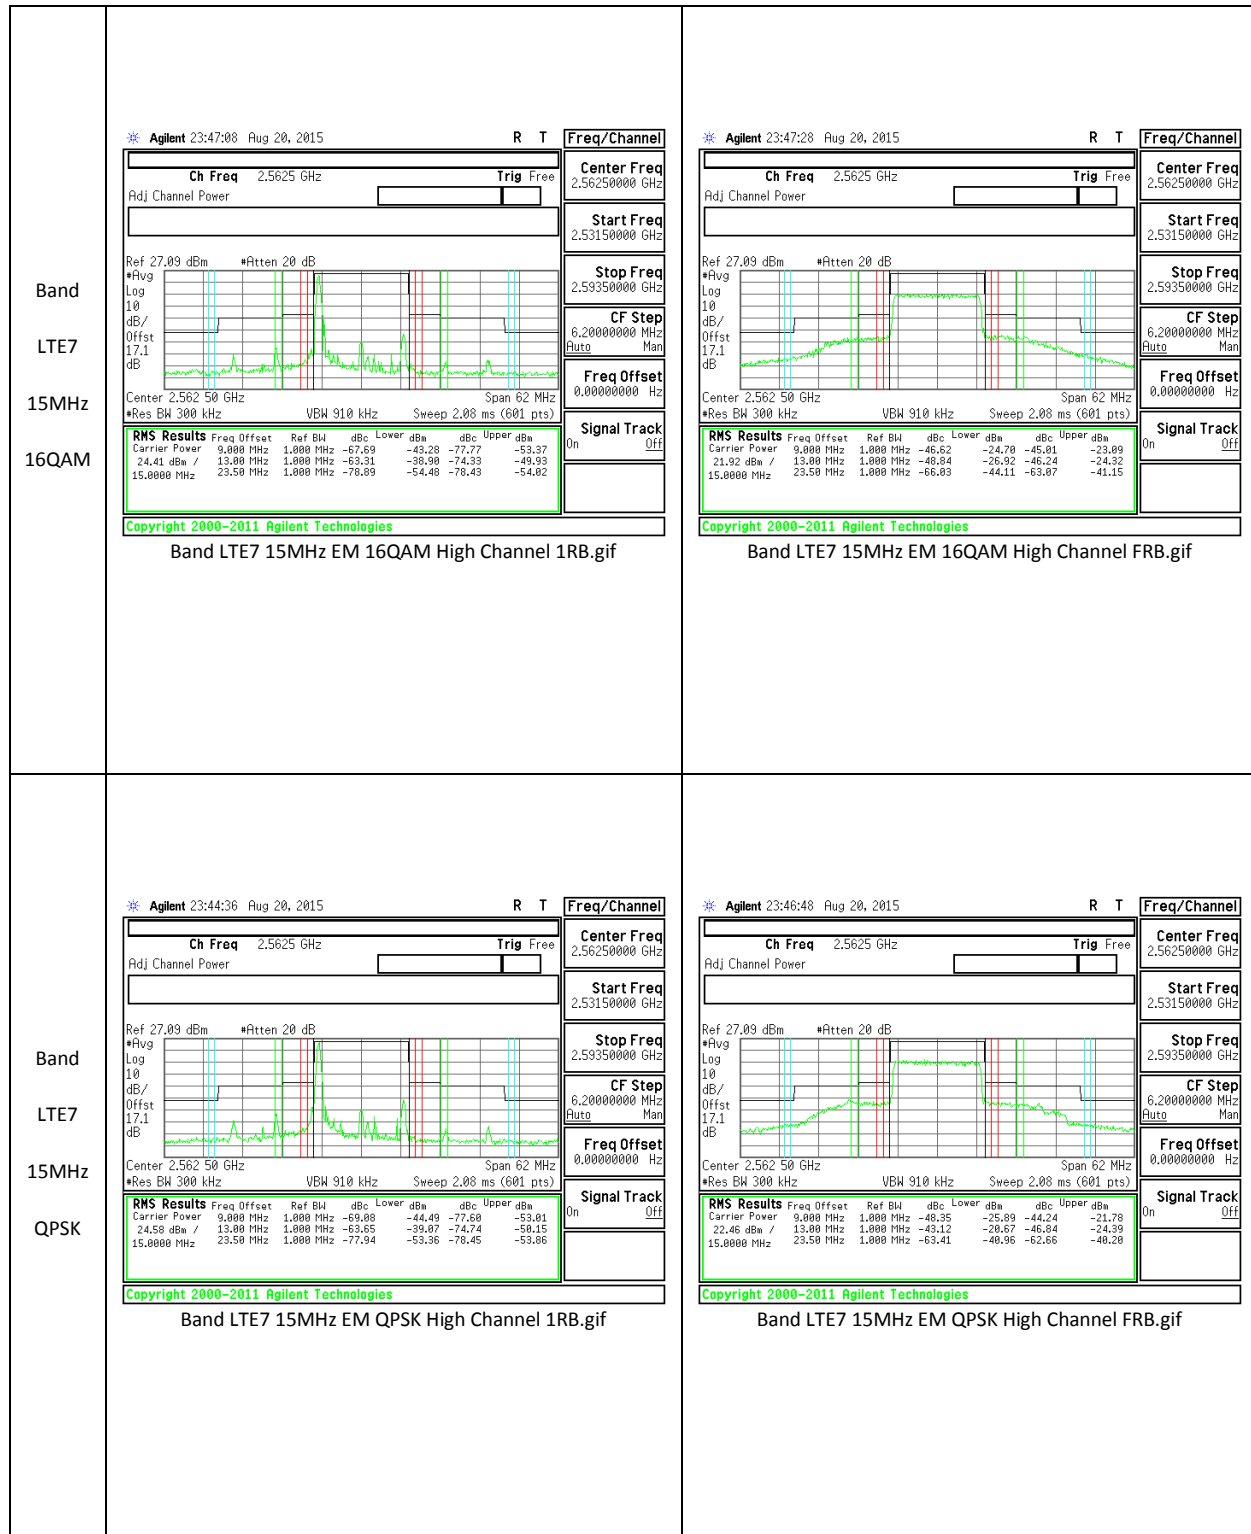 Band
LTE7
15MHz
16QAM
Agilent 23:47:08 Aug 20, 2015 R T Freq/Channel
Ch Freq 2.5625 GHz Trig Free
Adj Channel Power
Center Freq
2.56250000 GHz
Start Freq
2.53150000 GHz
Stop Freq
2.59350000 GHz
CF Step
6.20000000 MHz
Auto Man
Freq Offset
0.00000000 Hz
Signal Track
On Off
Ref 27.09 dBm #Atten 20 dB
#Avg
Log
10
dB/
Offst
17.1
dB
Center 2.562 50 GHz Span 62 MHz
#Res BW 300 kHz VBW 910 kHz Sweep 2.08 ms (601 pts)
RMS Results Freq Offset Ref BW dBc Lower dBm dBc Upper dBm
Carrier Power 9.000 MHz 1.000 MHz -67.69 -43.28 -77.77 -53.37
24.41 dBm / 13.00 MHz 1.000 MHz -63.31 -38.90 -74.33 -49.93
15.0000 MHz 23.50 MHz 1.000 MHz -78.89 -54.48 -78.43 -54.02
Copyright 2000-2011 Agilent Technologies
Band LTE7 15MHz EM 16QAM High Channel 1RB.gif
Agilent 23:47:28 Aug 20, 2015 R T Freq/Channel
Ch Freq 2.5625 GHz Trig Free
Adj Channel Power
Center Freq
2.56250000 GHz
Start Freq
2.53150000 GHz
Stop Freq
2.59350000 GHz
CF Step
6.20000000 MHz
Auto Man
Freq Offset
0.00000000 Hz
Signal Track
On Off
Ref 27.09 dBm #Atten 20 dB
#Avg
Log
10
dB/
Offst
17.1
dB
Center 2.562 50 GHz Span 62 MHz
#Res BW 300 kHz VBW 910 kHz Sweep 2.08 ms (601 pts)
RMS Results Freq Offset Ref BW dBc Lower dBm dBc Upper dBm
Carrier Power 9.000 MHz 1.000 MHz -46.62 -24.70 -45.01 -23.09
21.92 dBm / 13.00 MHz 1.000 MHz -48.84 -26.92 -46.24 -24.32
15.0000 MHz 23.50 MHz 1.000 MHz -66.03 -44.11 -63.07 -41.15
Copyright 2000-2011 Agilent Technologies
Band LTE7 15MHz EM 16QAM High Channel FRB.gif
Band
LTE7
15MHz
QPSK
Agilent 23:44:36 Aug 20, 2015 R T Freq/Channel
Ch Freq 2.5625 GHz Trig Free
Adj Channel Power
Center Freq
2.56250000 GHz
Start Freq
2.53150000 GHz
Stop Freq
2.59350000 GHz
CF Step
6.20000000 MHz
Auto Man
Freq Offset
0.00000000 Hz
Signal Track
On Off
Ref 27.09 dBm #Atten 20 dB
#Avg
Log
10
dB/
Offst
17.1
dB
Center 2.562 50 GHz Span 62 MHz
#Res BW 300 kHz VBW 910 kHz Sweep 2.08 ms (601 pts)
RMS Results Freq Offset Ref BW dBc Lower dBm dBc Upper dBm
Carrier Power 9.000 MHz 1.000 MHz -69.08 -44.49 -77.60 -53.01
24.58 dBm / 13.00 MHz 1.000 MHz -63.65 -39.07 -74.74 -50.15
15.0000 MHz 23.50 MHz 1.000 MHz -77.94 -53.36 -78.45 -53.86
Copyright 2000-2011 Agilent Technologies
Band LTE7 15MHz EM QPSK High Channel 1RB.gif
Agilent 23:46:48 Aug 20, 2015 R T Freq/Channel
Ch Freq 2.5625 GHz Trig Free
Adj Channel Power
Center Freq
2.56250000 GHz
Start Freq
2.53150000 GHz
Stop Freq
2.59350000 GHz
CF Step
6.20000000 MHz
Auto Man
Freq Offset
0.00000000 Hz
Signal Track
On Off
Ref 27.09 dBm #Atten 20 dB
#Avg
Log
10
dB/
Offst
17.1
dB
Center 2.562 50 GHz Span 62 MHz
#Res BW 300 kHz VBW 910 kHz Sweep 2.08 ms (601 pts)
RMS Results Freq Offset Ref BW dBc Lower dBm dBc Upper dBm
Carrier Power 9.000 MHz 1.000 MHz -48.35 -25.89 -44.24 -21.78
22.46 dBm / 13.00 MHz 1.000 MHz -43.12 -20.67 -46.84 -24.39
15.0000 MHz 23.50 MHz 1.000 MHz -63.41 -40.96 -62.66 -40.20
Copyright 2000-2011 Agilent Technologies
Band LTE7 15MHz EM QPSK High Channel FRB.gif